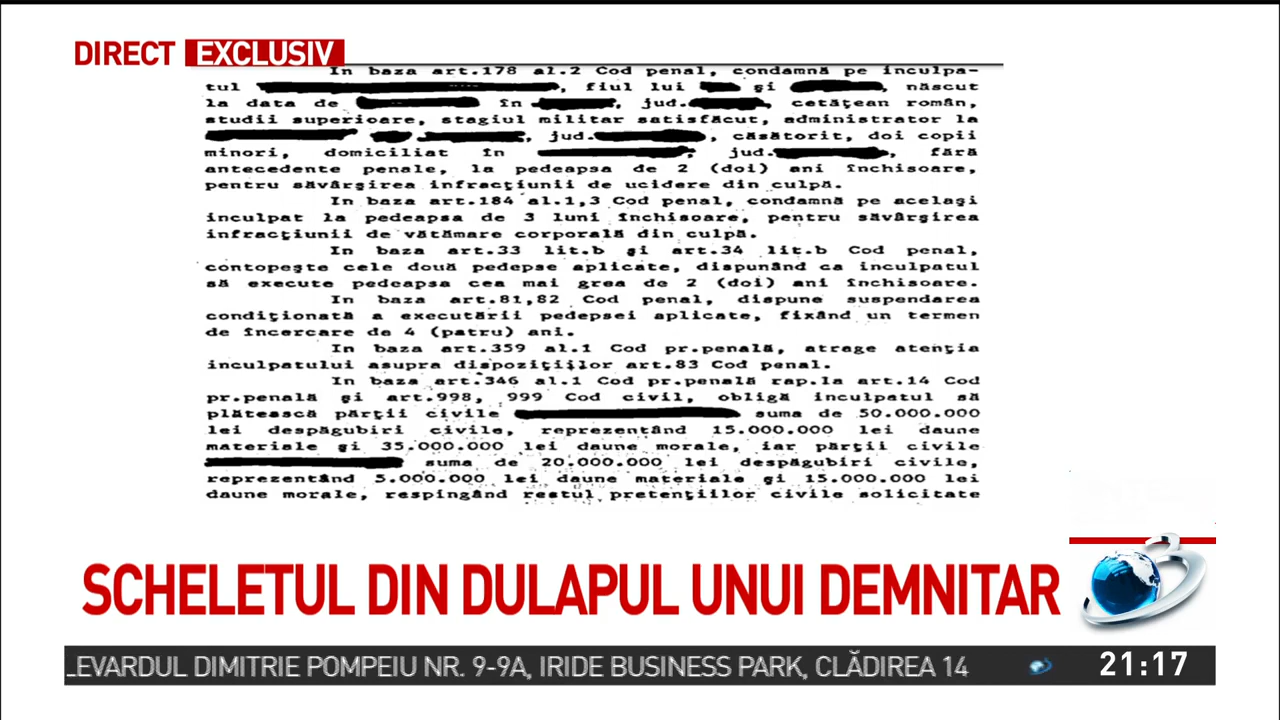 DIRECT EXCLUSIV
In baza art.178 al.2 Cod penal, condamnă pe inculpa-
tul , fiul lui și , născut
la data de în , jud. cetăţean român,
studii superioare, stagiul militar satisfăcut, administrator la
, jud. , căsătorit, doi copii
minori, domiciliat în , jud. , fără
antecedente penale, la pedeapsa de 2 (doi) ani închisoare,
pentru săvârşirea infracţiunii de ucidere din culpă.
In baza art.184 al.1,3 Cod penal, condamnă pe acelaşi
inculpat la pedeapsa de 3 luni închisoare, pentru săvârşirea
infracţiunii de vătămare corporală din culpă.
In baza art.33 lit.b şi art.34 lit.b Cod penal,
contopeşte cele două pedepse aplicate, dispunând ca inculpatul
să execute pedeapsa cea mai grea de 2 (doi) ani închisoare.
In baza art.81,82 Cod penal, dispune suspendarea
condiţionată a executării pedepsei aplicate, fixând un termen
de încercare de 4 (patru) ani.
In baza art.359 al.1 Cod pr.penală, atrage atenţia
inculpatului asupra dispoziţiilor art.83 Cod penal.
In baza art.346 al.1 Cod pr.penală rap.la art.14 Cod
pr.penală şi art.998, 999 Cod civil, obligă inculpatul să
plătească părţii civile suma de 50.000.000
lei despăgubiri civile, reprezentând 15.000.000 lei daune
materiale şi 35.000.000 lei daune morale, iar părţii civile
suma de 20.000.000 lei despăgubiri civile,
reprezentând 5.000.000 lei daune materiale şi 15.000.000 lei
daune morale, respingând restul pretenţiilor civile solicitate
SCHELETUL DIN DULAPUL UNUI DEMNITAR
EVARDUL DIMITRIE POMPEIU NR. 9-9A, IRIDE BUSINESS PARK, CLĂDIREA 14
21:17